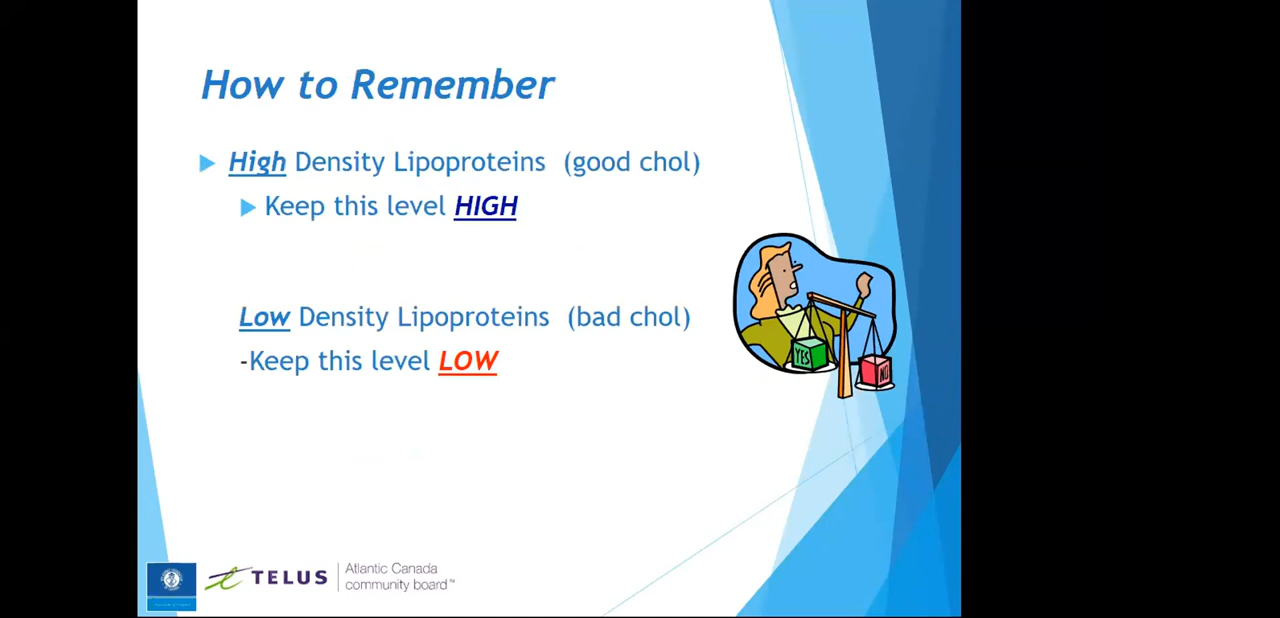 How to Remember
High Density Lipoproteins (good chol)
Keep this level HIGH
Low Density Lipoproteins (bad chol)
-Keep this level LOW
YES
NO
TELUS
Atlantic Canada
community board™